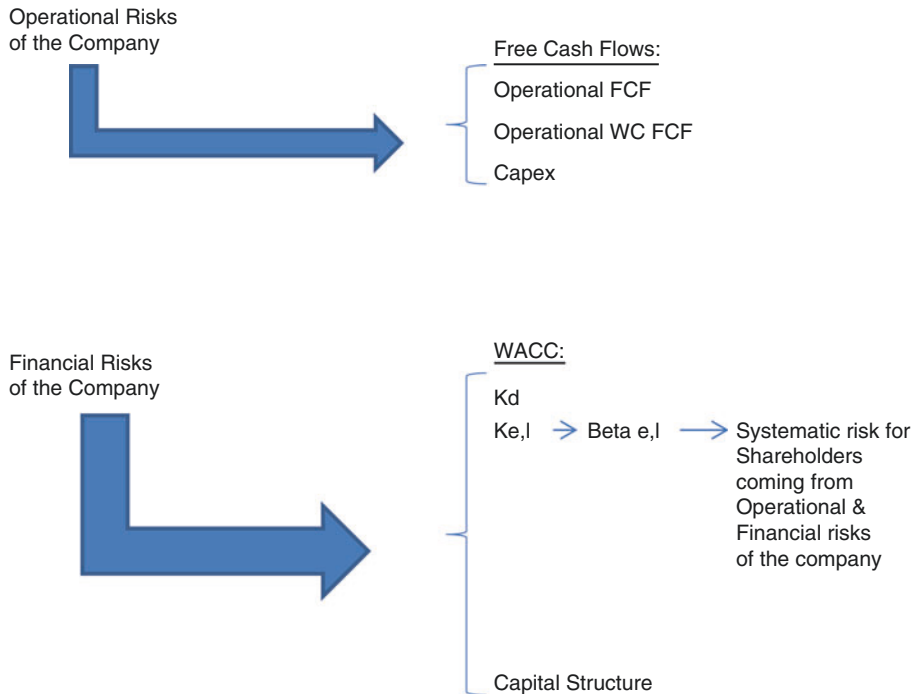 Operational Risks
of the Company
Free Cash Flows:
Operational FCF
Operational WC FCF
Capex
Financial Risks
of the Company
WACC:
Kd
Ke,l
Beta e,l
Systematic risk for
Shareholders
coming from
Operational &
Financial risks
of the company
Capital Structure